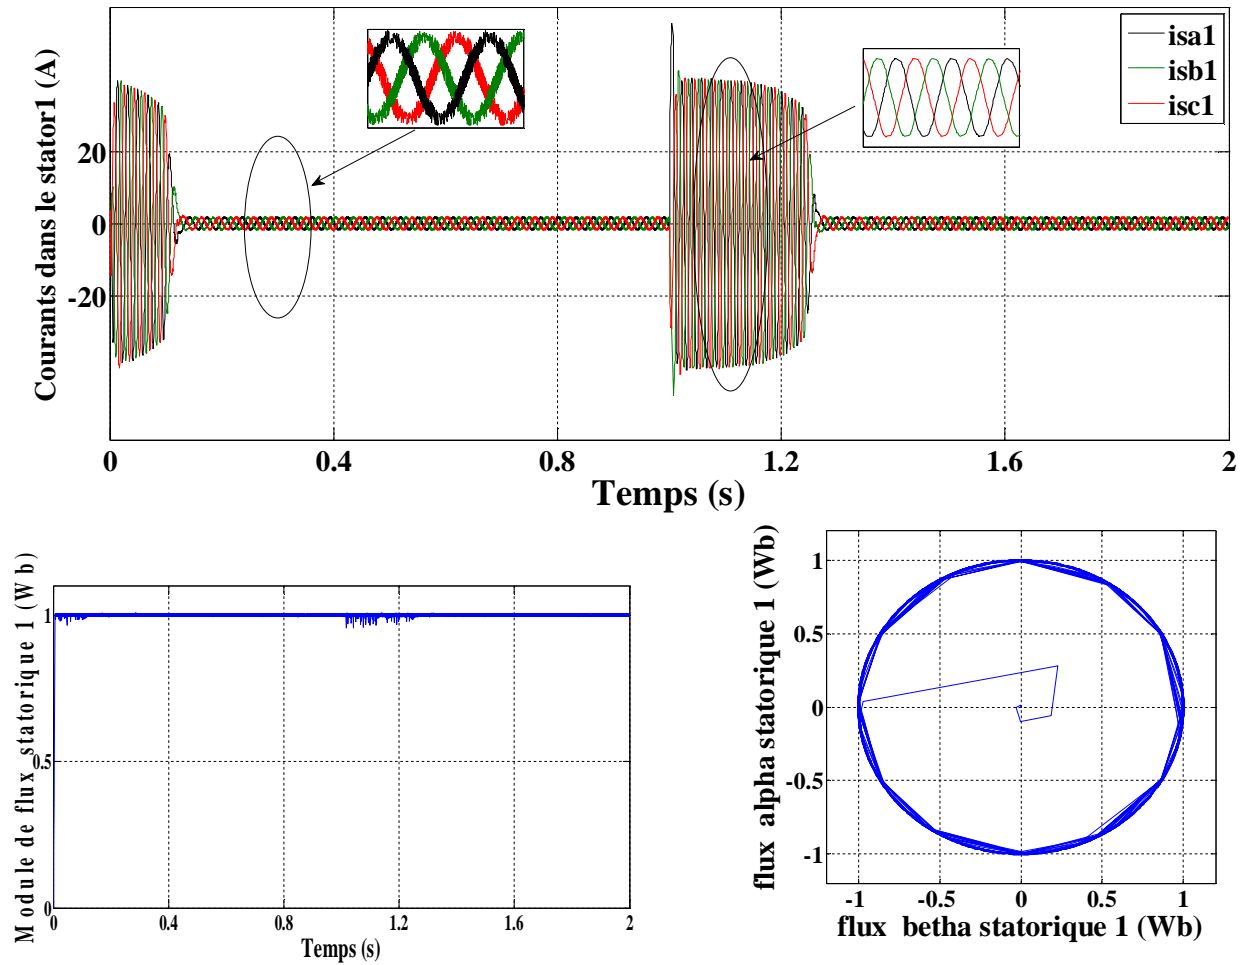 Courants dans le stator1 (A)
20
0
-20
isa1
isb1
isc1
0 0.4 0.8 1.2 1.6 2
Temps (s)
Module de flux statorique 1 (Wb)
1
0.5
0
0 0.4 0.8 1.2 1.6 2
Temps (s)
flux alpha statorique 1 (Wb)
1
0.5
0
-0.5
-1
-1 -0.5 0 0.5 1
flux betha statorique 1 (Wb)